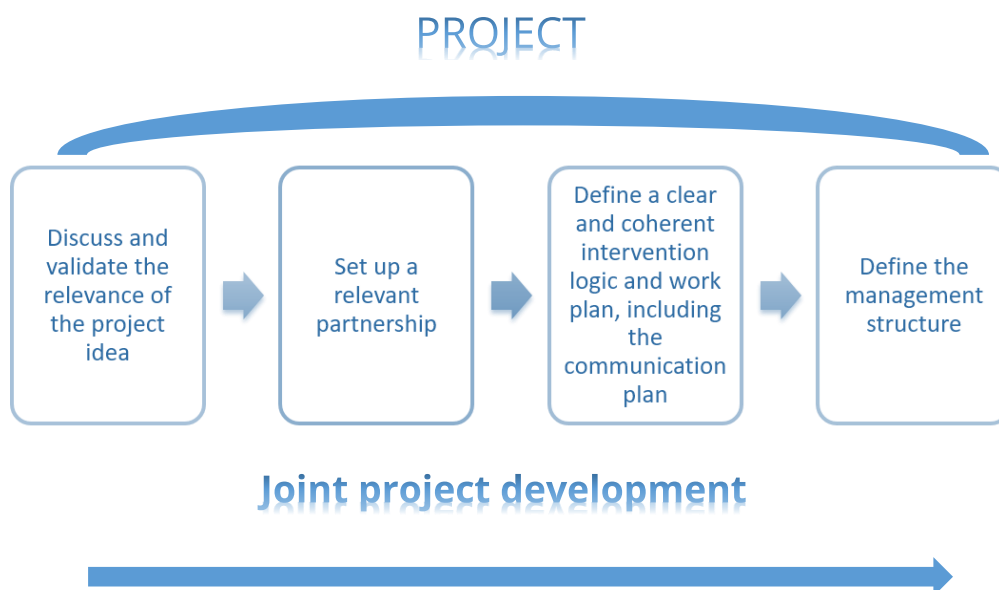 PROJECT
Discuss and
validate the
relevance of
the project
idea
Set up a
relevant
partnership
Define a clear
and coherent
intervention
logic and work
plan, including
the
communication
plan
Define the
management
structure
Joint project development